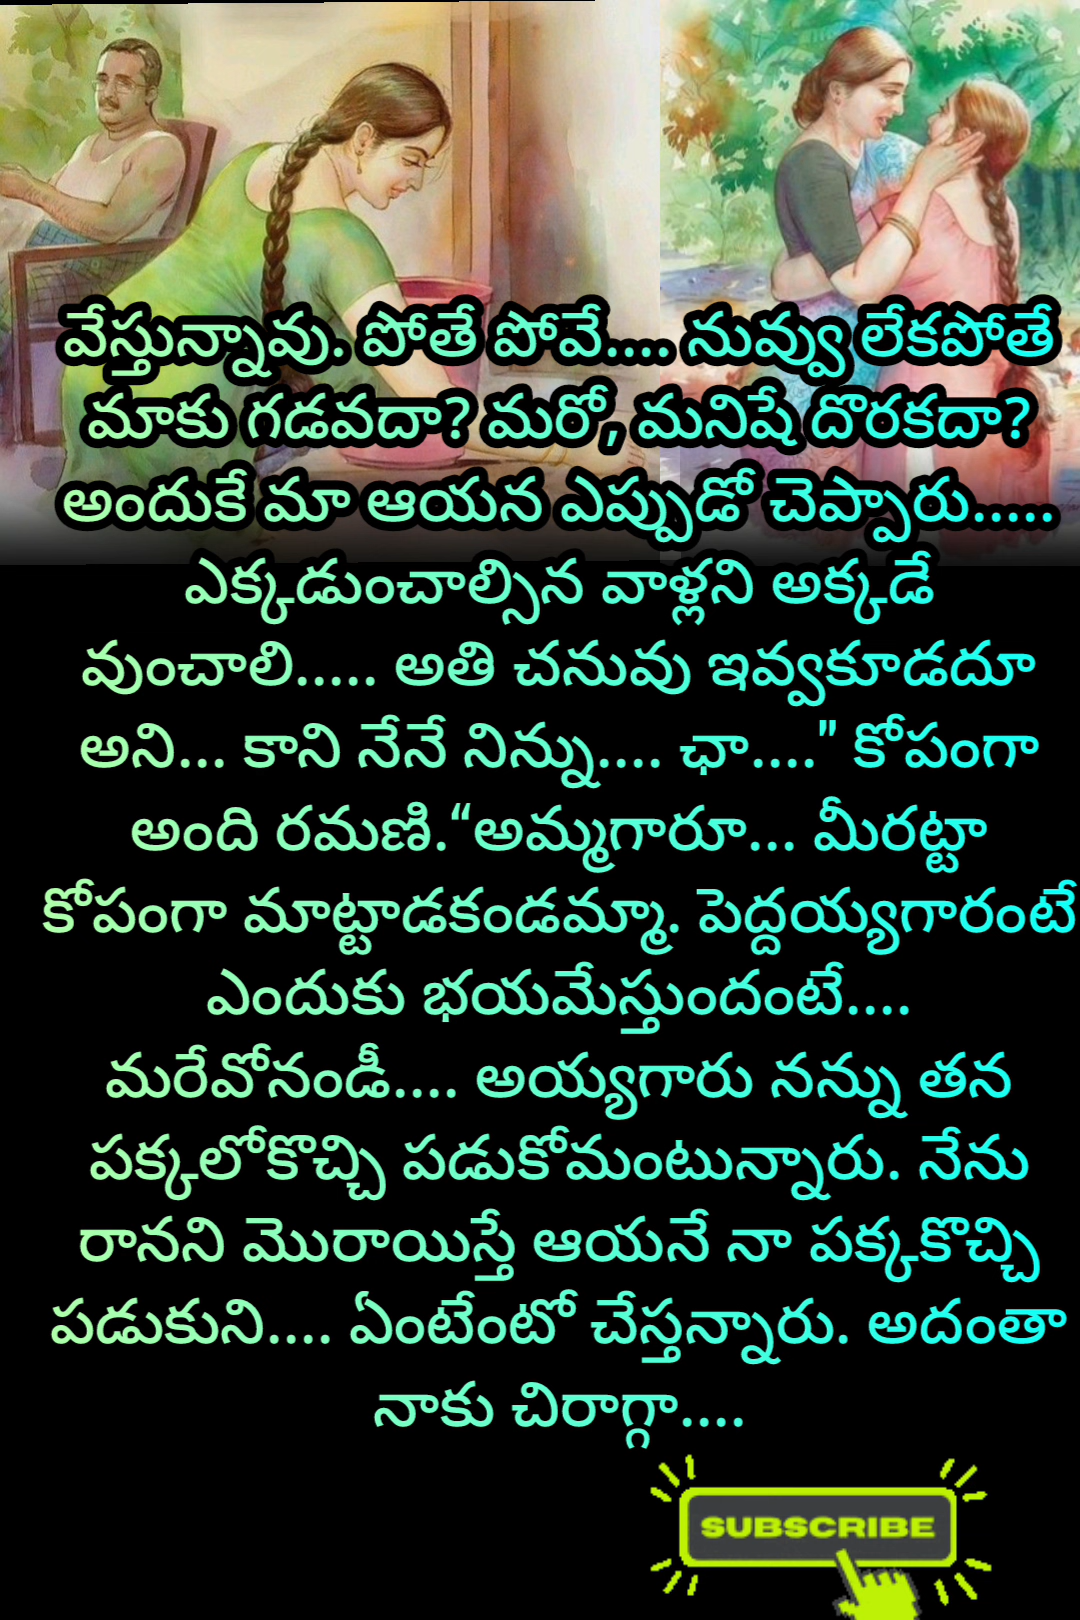 వేస్తున్నావు. పోతే పోవే.... నువ్వు లేకపోతే
మాకు గడవదా? మరో, మనిషే దొరకదా?
అందుకే మా ఆయన ఎప్పుడో చెప్పారు.....
ఎక్కడుంచాల్సిన వాళ్లని అక్కడే
వుంచాలి..... అతి చనువు ఇవ్వకూడదూ
అని... కాని నేనే నిన్ను.... ఛా...." కోపంగా
అంది రమణి.“అమ్మగారూ... మీరట్టా
కోపంగా మాట్టాడకండమ్మా. పెద్దయ్యగారంటే
ఎందుకు భయమేస్తుందంటే....
మరేవోనండీ.... అయ్యగారు నన్ను తన
పక్కలోకొచ్చి పడుకోమంటున్నారు. నేను
రానని మొరాయిస్తే ఆయనే నా పక్కకొచ్చి
పడుకుని.... ఏంటేంటో చేస్తన్నారు. అదంతా
నాకు చిరాగ్గా....
SUBSCRIBE